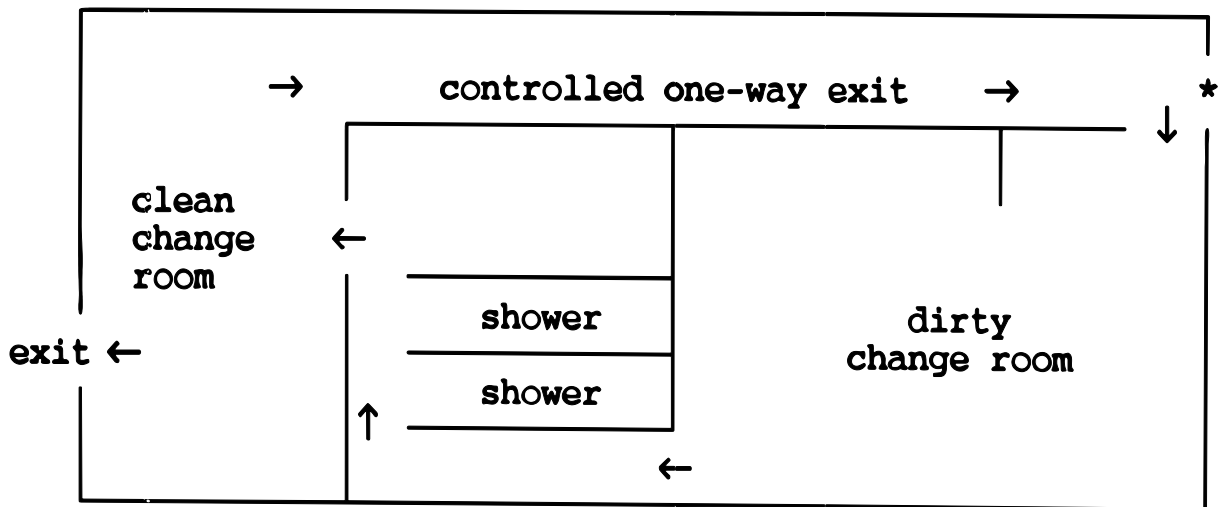 → controlled one-way exit → *
↓
clean
change ←
room
shower
dirty
exit ← change room
shower
↑
←